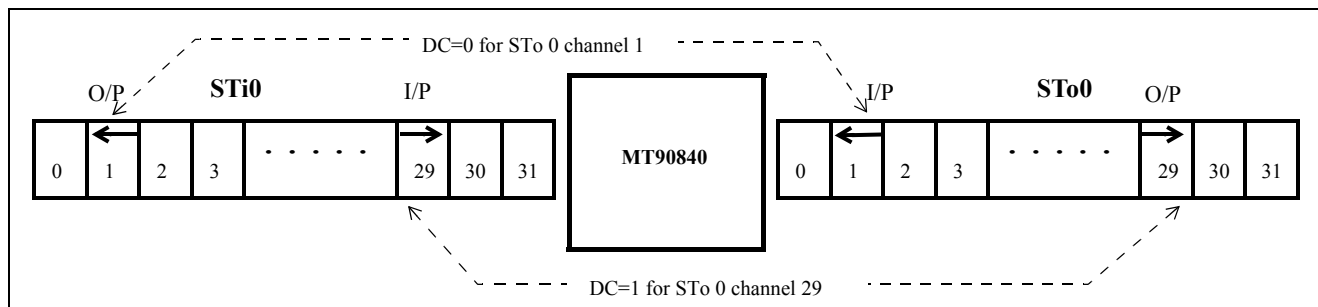 DC=0 for STo 0 channel 1
O/P STi0 I/P
I/P STo0 O/P
0 1 2 3 . . . . . 29 30 31
MT90840
0 1 2 3 . . . . . 29 30 31
DC=1 for STo 0 channel 29